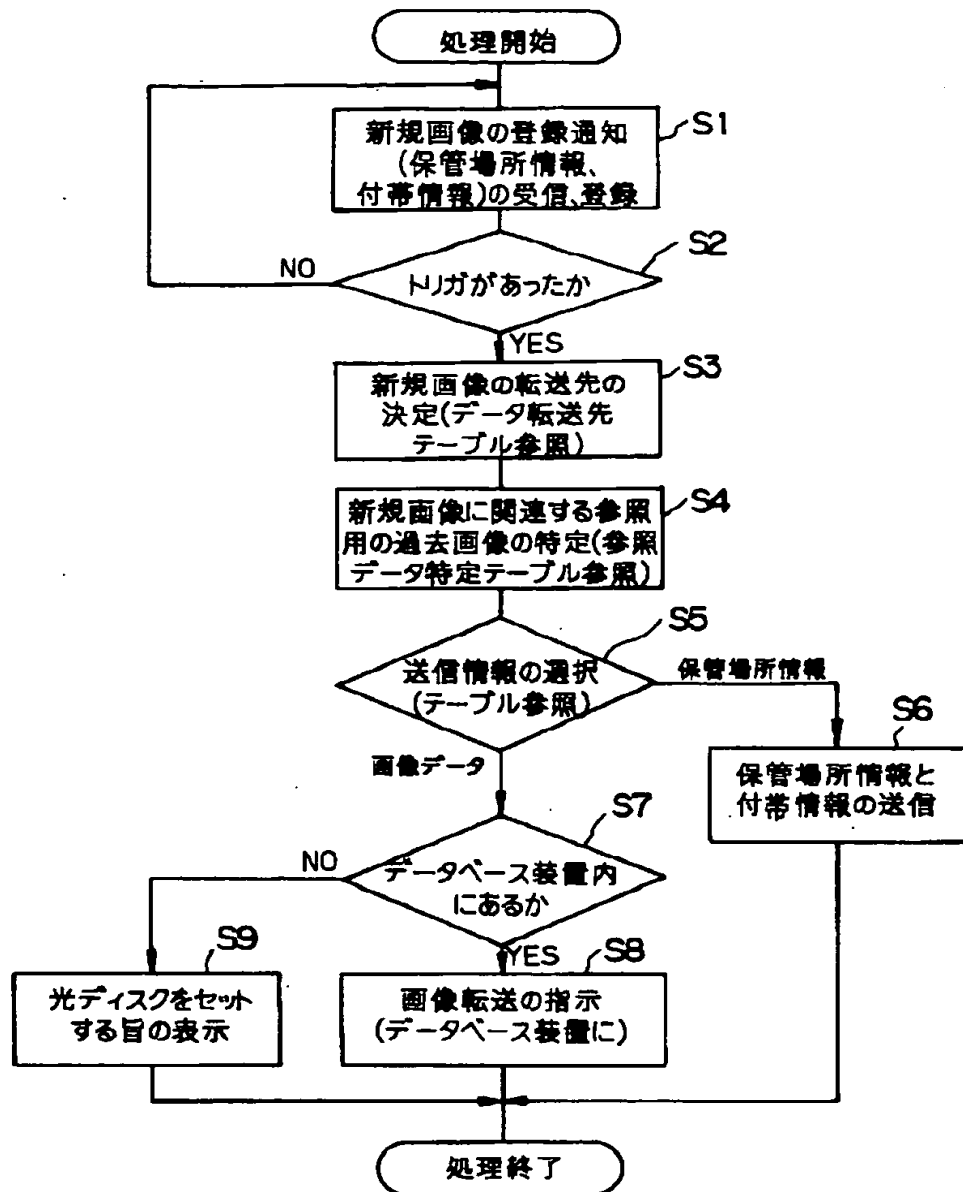 処理開始
新規画像の登録通知
(保管場所情報、
付帯情報)の受信、登録
S1
トリガがあったか
S2
NO
YES
新規画像の転送先の
決定(データ転送先
テーブル参照)
S3
新規画像に関連する参照
用の過去画像の特定(参照
データ特定テーブル参照)
S4
送信情報の選択
(テーブル参照)
S5
保管場所情報
画像データ
保管場所情報と
付帯情報の送信
S6
データベース装置内
にあるか
S7
NO
YES
光ディスクをセット
する旨の表示
S9
画像転送の指示
(データベース装置に)
S8
処理終了